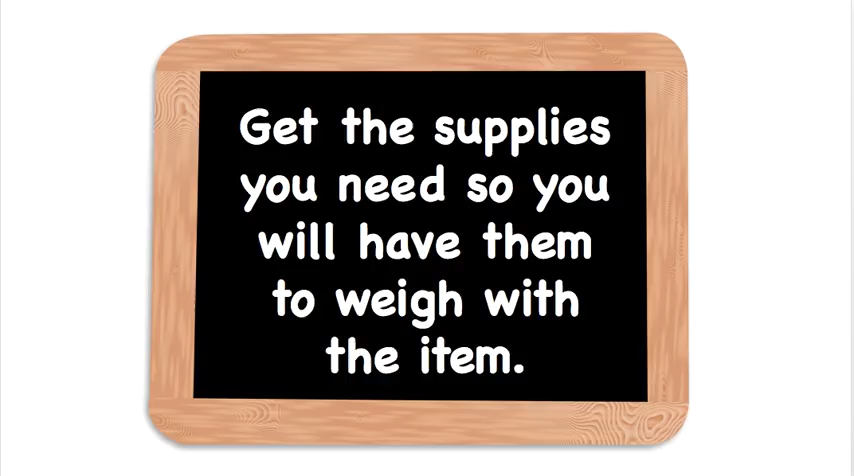 Get the supplies
you need so you
will have them
to weigh with
the item.